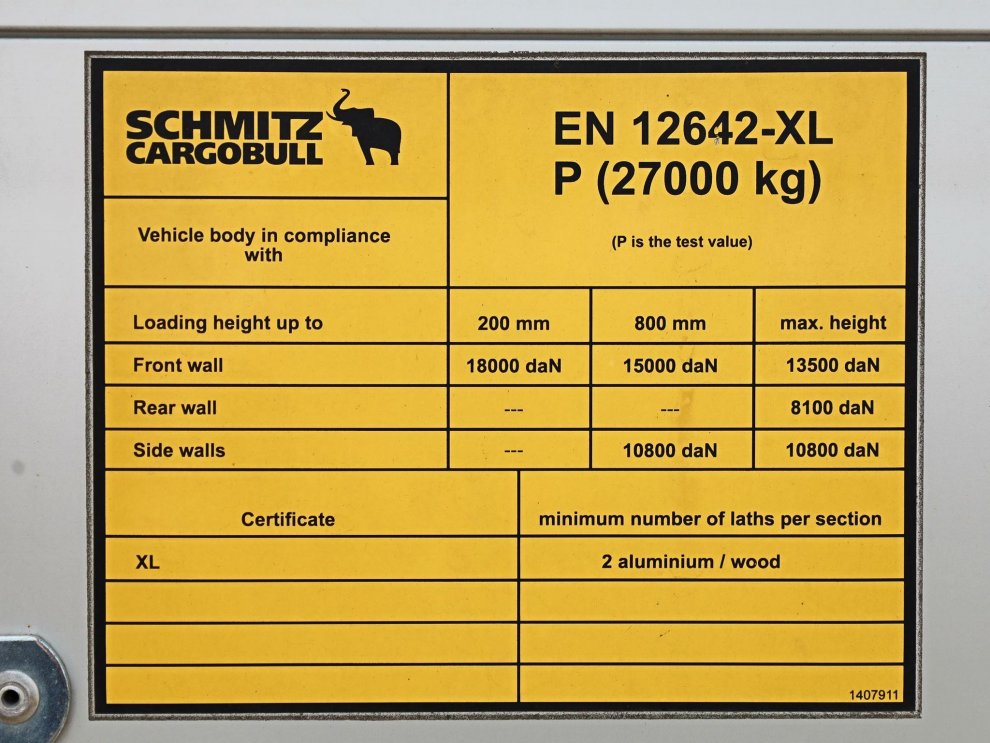 SCHMITZ
CARGOBULL
EN 12642-XL
P (27000 kg)
(P is the test value)
Vehicle body in compliance
with
Loading height up to 200 mm 800 mm max. height
Front wall 18000 daN 15000 daN 13500 daN
Rear wall --- --- 8100 daN
Side walls --- 10800 daN 10800 daN
Certificate minimum number of laths per section
XL 2 aluminium / wood
1407911